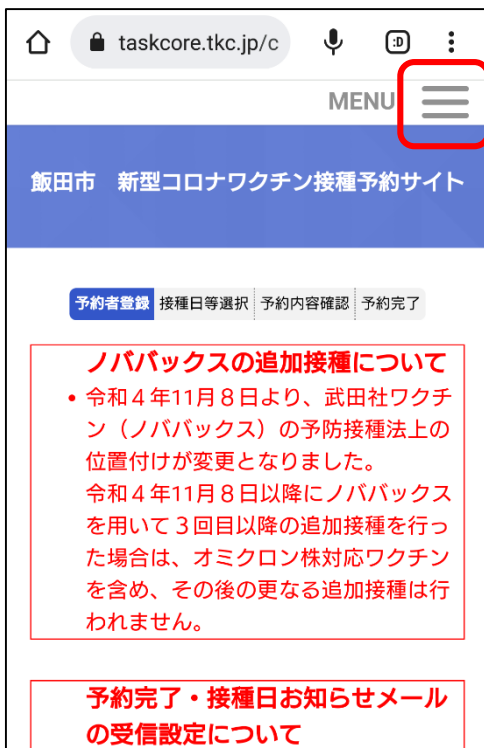 taskcore.tkc.jp/c
:D
MENU
飯田市　新型コロナワクチン接種予約サイト
予約者登録 接種日等選択 予約内容確認 予約完了
ノババックスの追加接種について
• 令和４年11月８日より、武田社ワクチ
ン（ノババックス）の予防接種法上の
位置付けが変更となりました。
令和４年11月８日以降にノババックス
を用いて３回目以降の追加接種を行っ
た場合は、オミクロン株対応ワクチン
を含め、その後の更なる追加接種は行
われません。
予約完了・接種日お知らせメール
の受信設定について